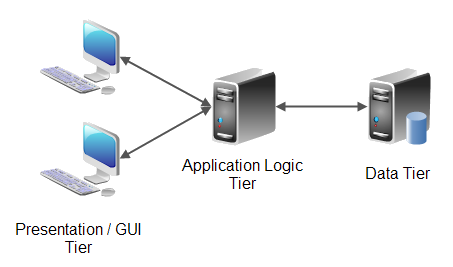 Application Logic
Tier
Data Tier
Presentation / GUI
Tier